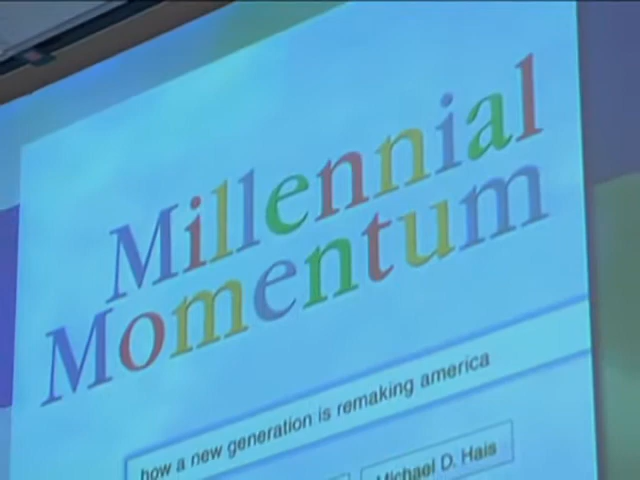 Millennial
Momentum
how a new generation is remaking america
Michael D. Hais